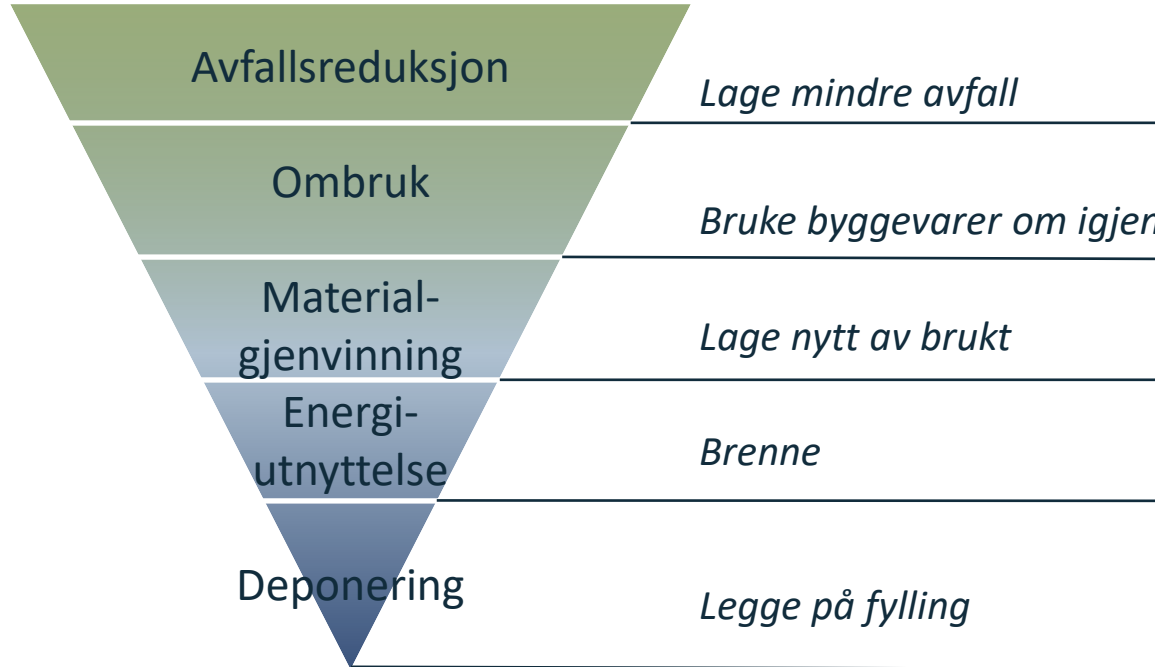 Avfallsreduksjon
Lage mindre avfall
Ombruk
Bruke byggevarer om igjen
Material-
gjenvinning
Lage nytt av brukt
Energi-
utnyttelse
Brenne
Deponering
Legge på fylling